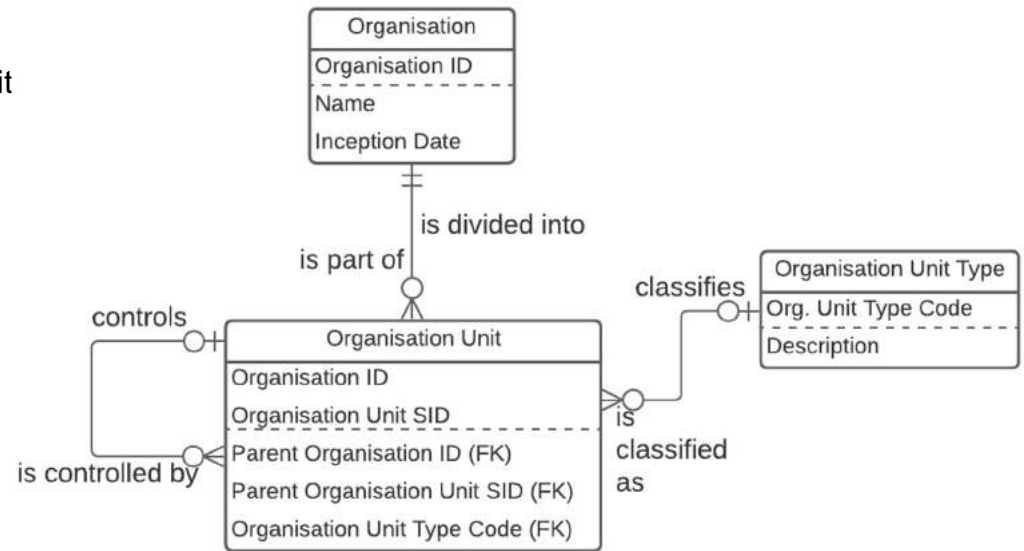 it
Organisation
Organisation ID
Name
Inception Date
is divided into
is part of
Organisation Unit Type
Org. Unit Type Code
Description
classifies
controls
Organisation Unit
Organisation ID
Organisation Unit SID
Parent Organisation ID (FK)
Parent Organisation Unit SID (FK)
Organisation Unit Type Code (FK)
is
classified
as
is controlled by